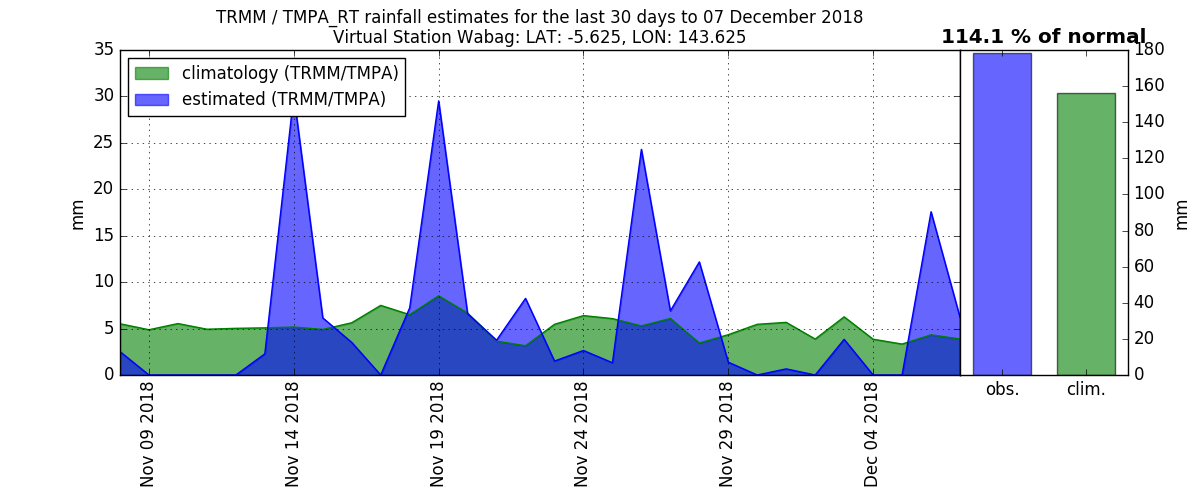 TRMM / TMPA_RT rainfall estimates for the last 30 days to 07 December 2018
Virtual Station Wabag: LAT: -5.625, LON: 143.625
114.1 % of normal
climatology (TRMM/TMPA)
estimated (TRMM/TMPA)
mm
35
30
25
20
15
10
5
0
180
160
140
120
100
80
60
40
20
0
mm
Nov 09 2018
Nov 14 2018
Nov 19 2018
Nov 24 2018
Nov 29 2018
Dec 04 2018
obs.
clim.